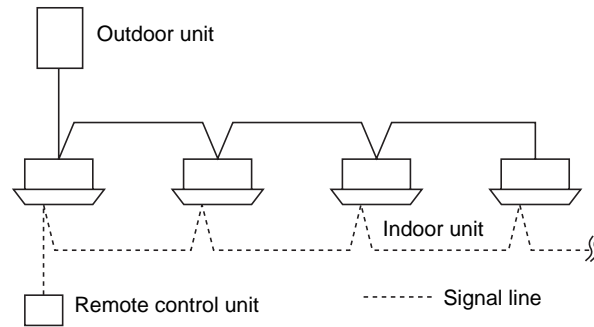 Outdoor unit
Indoor unit
Remote control unit
Signal line